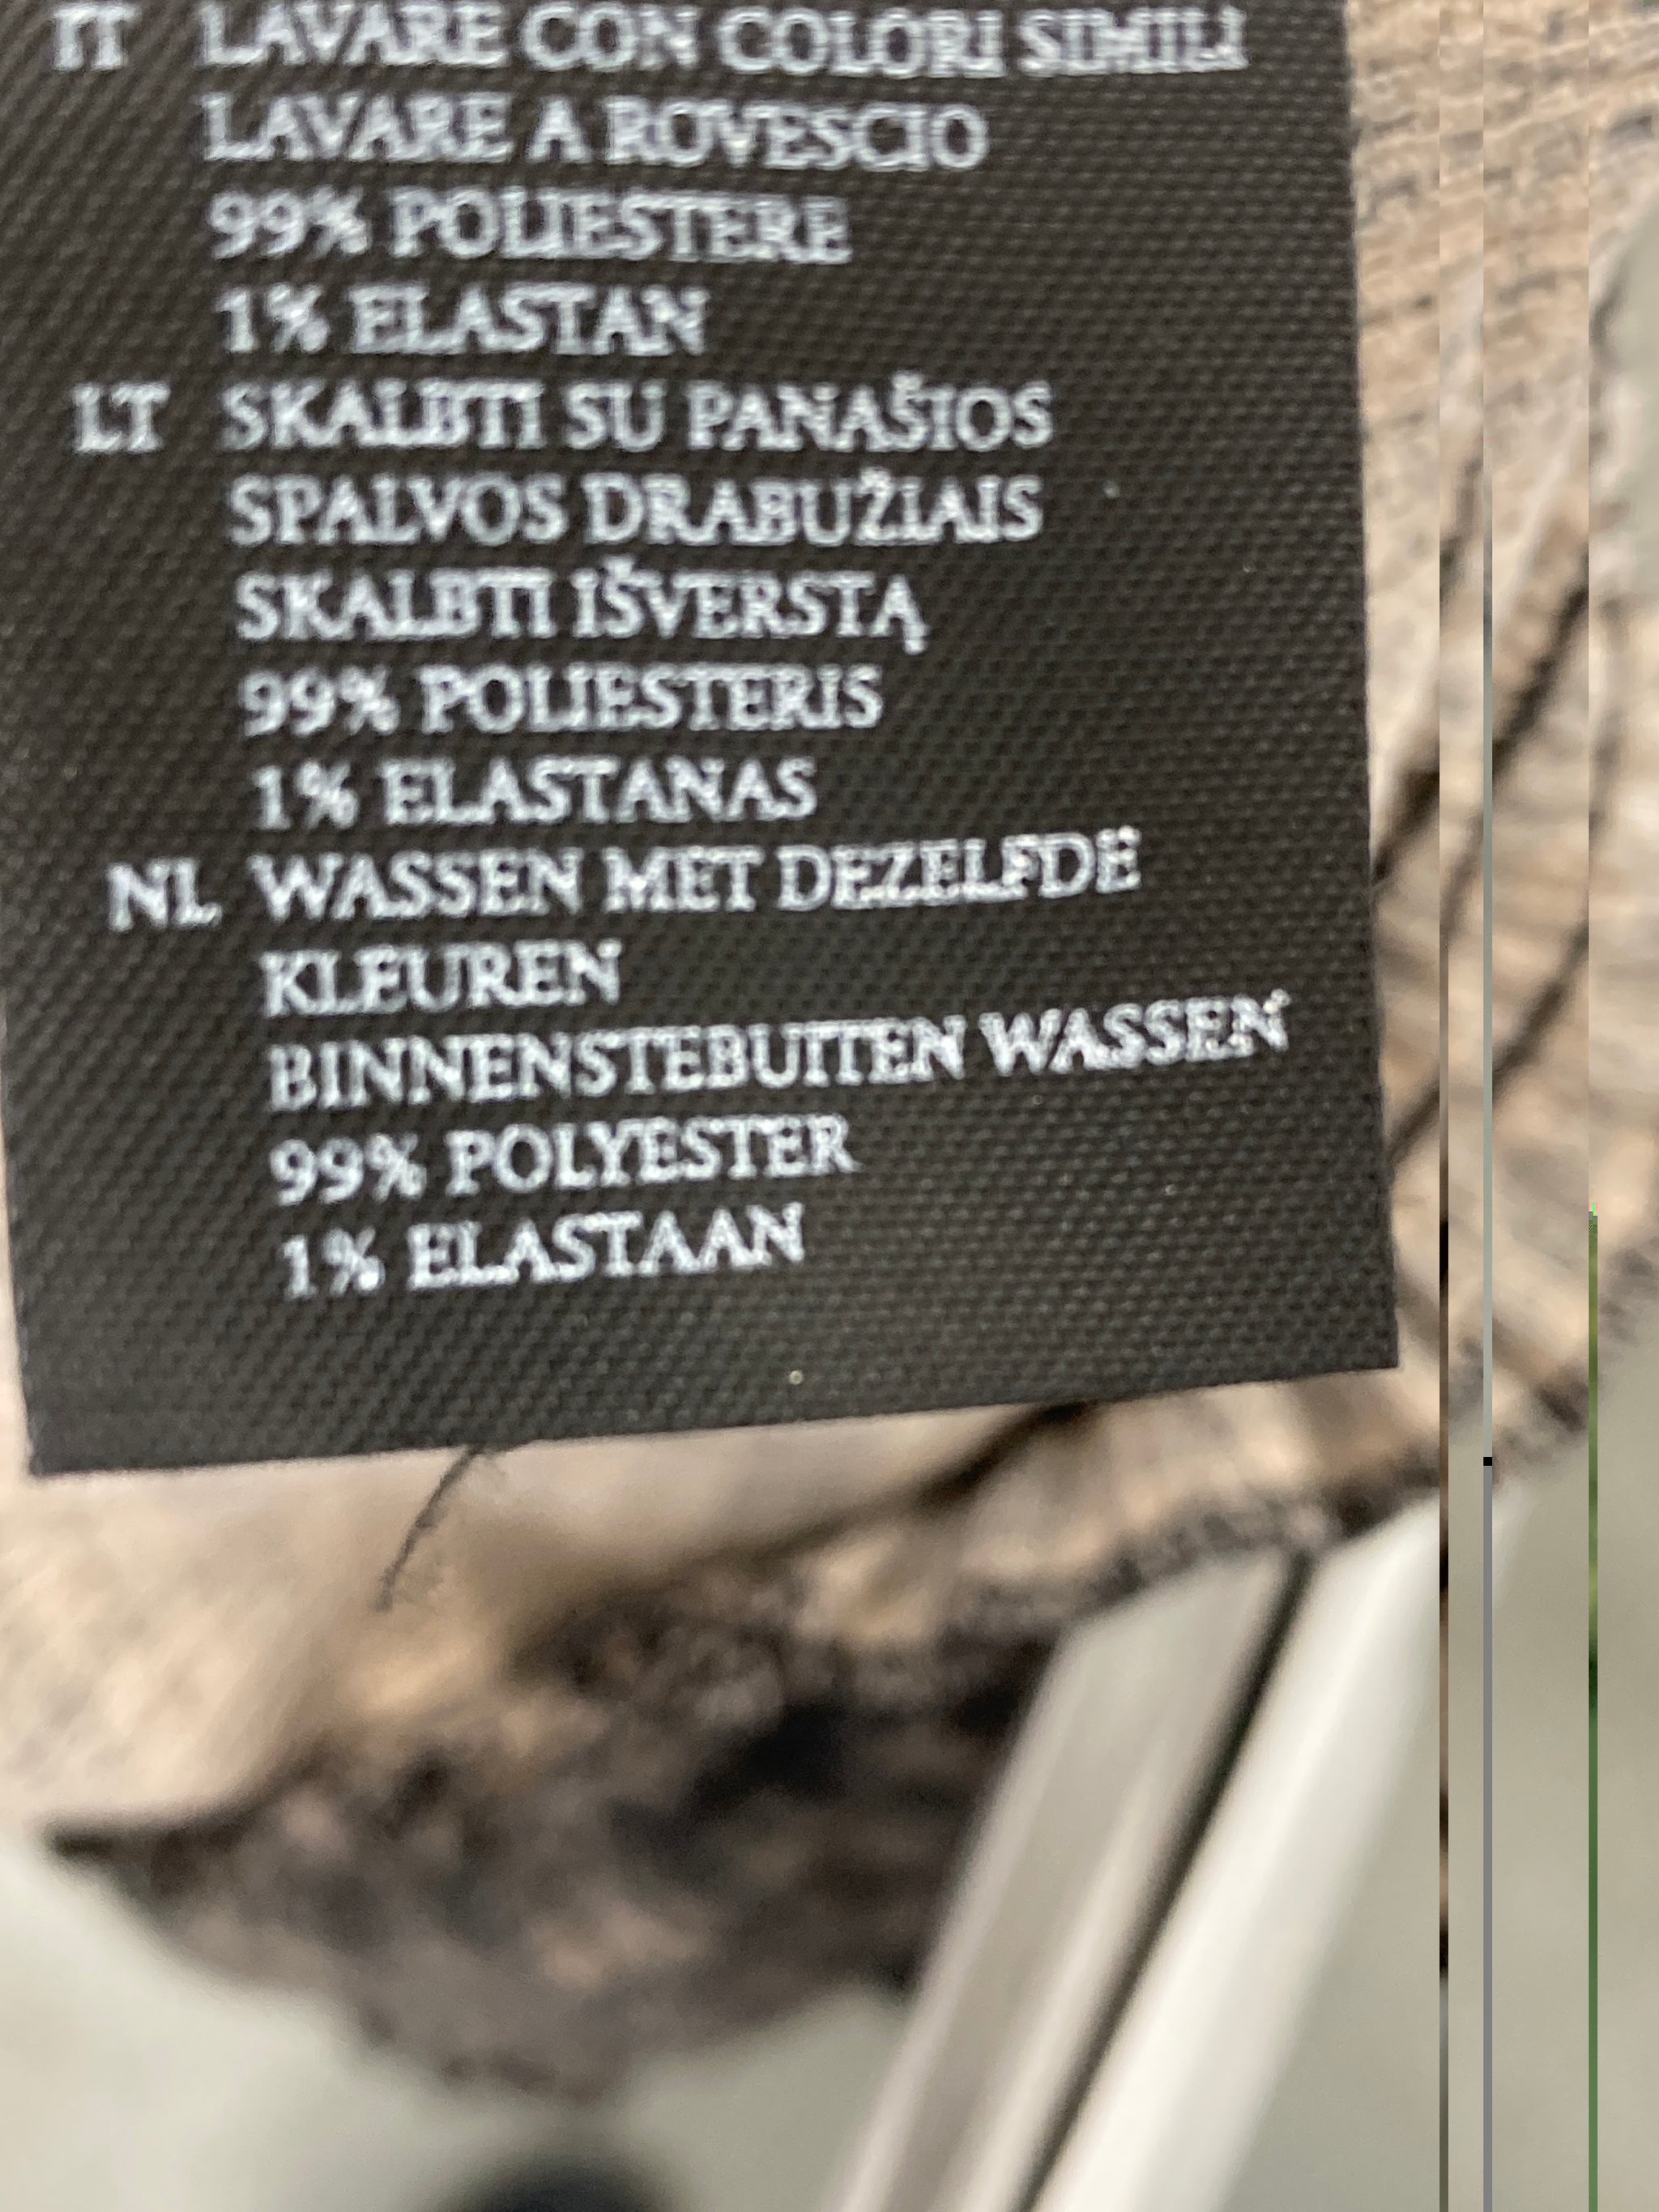 IT LAVARE CON COLORI SIMILI
LAVARE A ROVESCIO
99% POLIESTERE
1% ELASTAN
LT SKALBTI SU PANAŠIOS
SPALVOS DRABUŽIAIS
SKALBTI IŠVERSTĄ
99% POLIESTERIS
1% ELASTANAS
NL WASSEN MET DEZELFDE
KLEUREN
BINNENSTEBUITEN WASSEN
99% POLYESTER
1% ELASTAAN